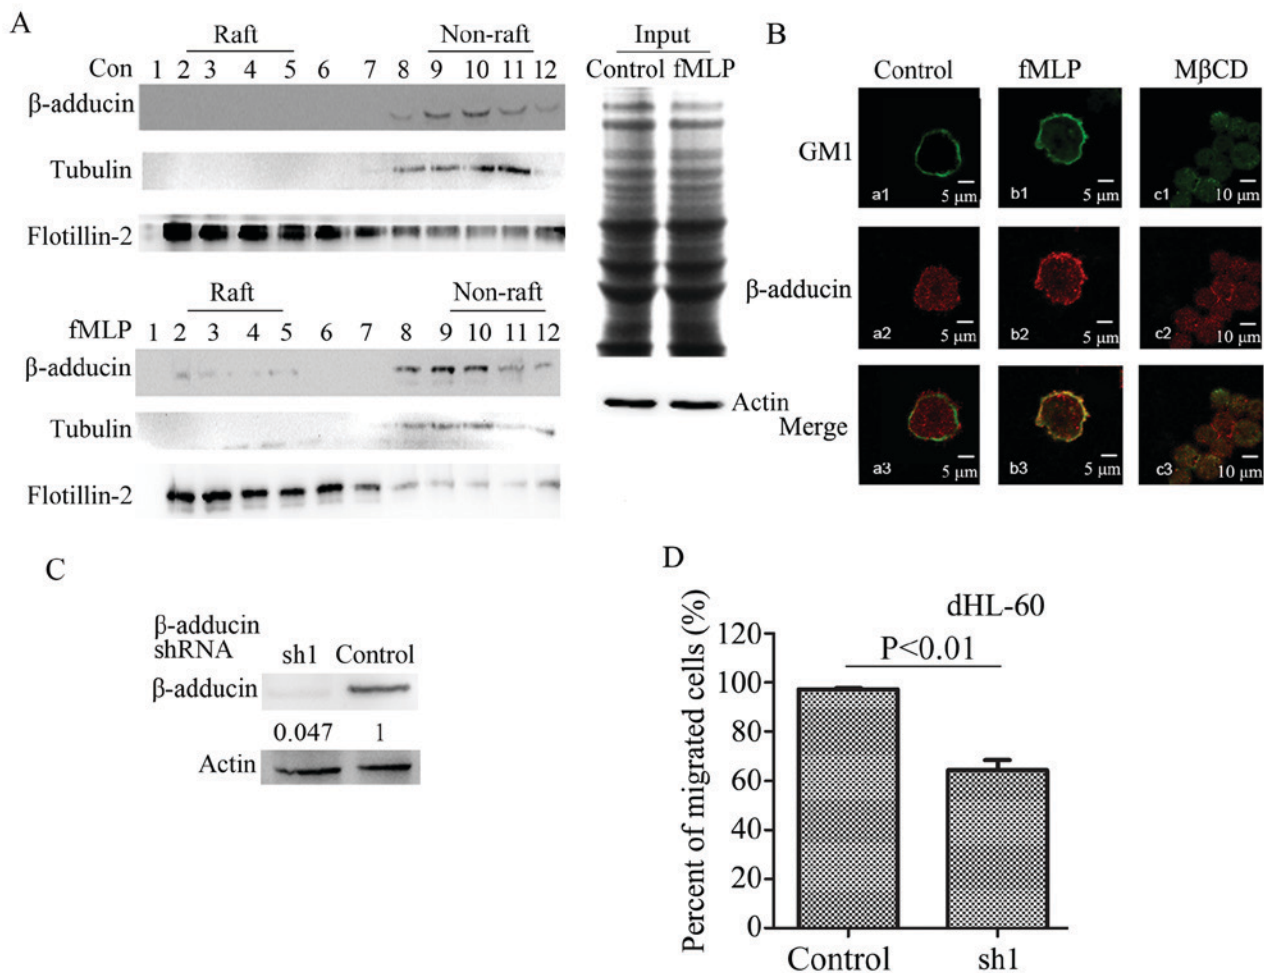 A
Raft Non-raft
Con 1 2 3 4 5 6 7 8 9 10 11 12
β-adducin
Tubulin
Flotillin-2
Raft Non-raft
fMLP 1 2 3 4 5 6 7 8 9 10 11 12
β-adducin
Tubulin
Flotillin-2
Input
Control fMLP
Actin
B
Control fMLP MβCD
GM1
a1 5 µm b1 5 µm c1 10 µm
β-adducin
a2 5 µm b2 5 µm c2 10 µm
Merge
a3 5 µm b3 5 µm c3 10 µm
C
β-adducin
shRNA sh1 Control
β-adducin
0.047 1
Actin
D
dHL-60
P<0.01
Percent of migrated cells (%)
120
100
80
60
40
20
0
Control sh1